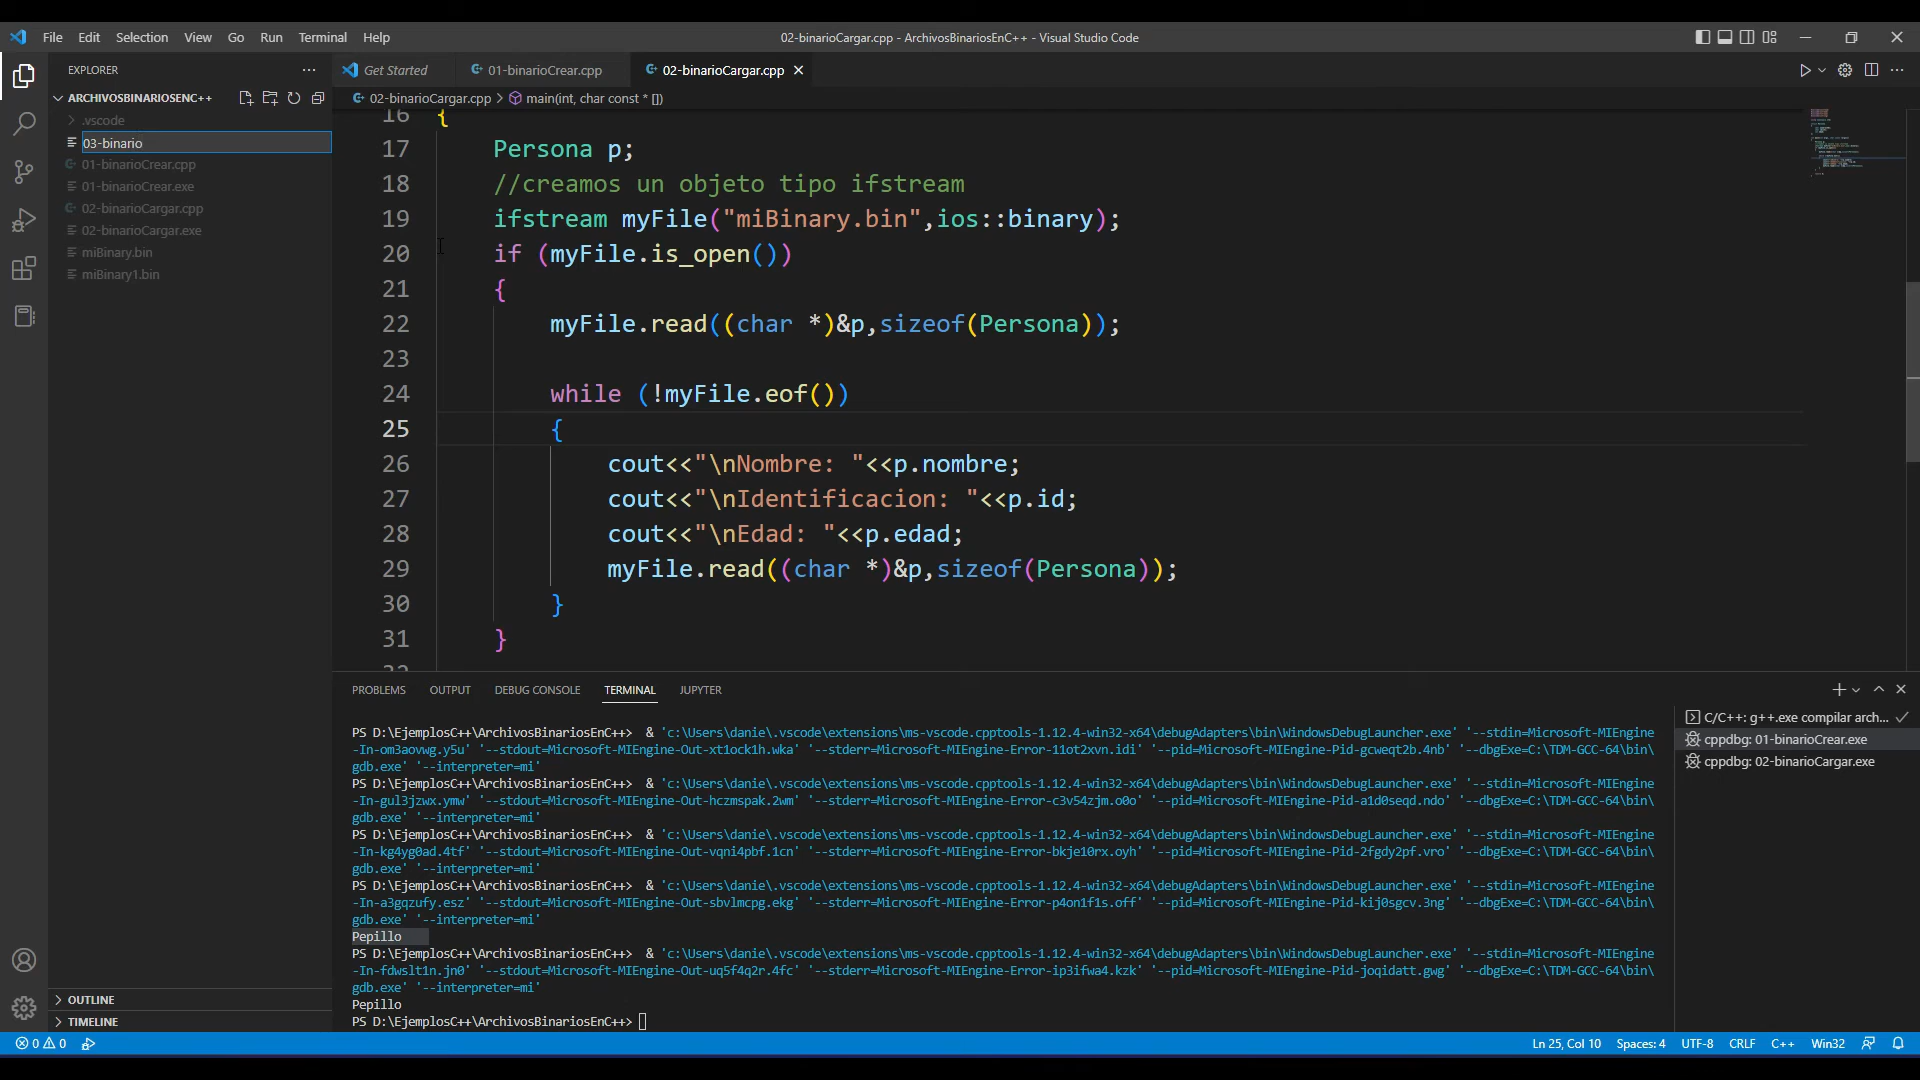 File Edit Selection View Go Run Terminal Help
02-binarioCargar.cpp - ArchivosBinariosEnC++ - Visual Studio Code
EXPLORER
ARCHIVOSBINARIOSENC++
.vscode
03-binario
01-binarioCrear.cpp
01-binarioCrear.exe
02-binarioCargar.cpp
02-binarioCargar.exe
miBinary.bin
miBinary1.bin
OUTLINE
TIMELINE
Get Started
01-binarioCrear.cpp
02-binarioCargar.cpp
02-binarioCargar.cpp > main(int, char const * [])
16 {
17 Persona p;
18 //creamos un objeto tipo ifstream
19 ifstream myFile("miBinary.bin",ios::binary);
20 if (myFile.is_open())
21 {
22 myFile.read((char *)&p,sizeof(Persona));
23
24 while (!myFile.eof())
25 {
26 cout<<"\nNombre: "<<p.nombre;
27 cout<<"\nIdentificacion: "<<p.id;
28 cout<<"\nEdad: "<<p.edad;
29 myFile.read((char *)&p,sizeof(Persona));
30 }
31 }
32
PROBLEMS OUTPUT DEBUG CONSOLE TERMINAL JUPYTER
PS D:\EjemplosC++\ArchivosBinariosEnC++> & 'c:\Users\danie\.vscode\extensions\ms-vscode.cpptools-1.12.4-win32-x64\debugAdapters\bin\WindowsDebugLauncher.exe' '--stdin=Microsoft-MIEngine
-In-om3aovwg.y5u' '--stdout=Microsoft-MIEngine-Out-xt1ock1h.wka' '--stderr=Microsoft-MIEngine-Error-11ot2xvn.idi' '--pid=Microsoft-MIEngine-Pid-gcweqt2b.4nb' '--dbgExe=C:\TDM-GCC-64\bin\
gdb.exe' '--interpreter=mi'
PS D:\EjemplosC++\ArchivosBinariosEnC++> & 'c:\Users\danie\.vscode\extensions\ms-vscode.cpptools-1.12.4-win32-x64\debugAdapters\bin\WindowsDebugLauncher.exe' '--stdin=Microsoft-MIEngine
-In-gul3jzwx.ymw' '--stdout=Microsoft-MIEngine-Out-hczmspak.2wm' '--stderr=Microsoft-MIEngine-Error-c3v54zjm.o0o' '--pid=Microsoft-MIEngine-Pid-a1d0seqd.ndo' '--dbgExe=C:\TDM-GCC-64\bin\
gdb.exe' '--interpreter=mi'
PS D:\EjemplosC++\ArchivosBinariosEnC++> & 'c:\Users\danie\.vscode\extensions\ms-vscode.cpptools-1.12.4-win32-x64\debugAdapters\bin\WindowsDebugLauncher.exe' '--stdin=Microsoft-MIEngine
-In-kg4yg0ad.4tf' '--stdout=Microsoft-MIEngine-Out-vqni4pbf.1cn' '--stderr=Microsoft-MIEngine-Error-bkje10rx.oyh' '--pid=Microsoft-MIEngine-Pid-2fgdy2pf.vro' '--dbgExe=C:\TDM-GCC-64\bin\
gdb.exe' '--interpreter=mi'
PS D:\EjemplosC++\ArchivosBinariosEnC++> & 'c:\Users\danie\.vscode\extensions\ms-vscode.cpptools-1.12.4-win32-x64\debugAdapters\bin\WindowsDebugLauncher.exe' '--stdin=Microsoft-MIEngine
-In-a3gqzufy.esz' '--stdout=Microsoft-MIEngine-Out-sbvlmcpg.ekg' '--stderr=Microsoft-MIEngine-Error-p4on1f1s.off' '--pid=Microsoft-MIEngine-Pid-kij0sgcv.3ng' '--dbgExe=C:\TDM-GCC-64\bin\
gdb.exe' '--interpreter=mi'
Pepillo
PS D:\EjemplosC++\ArchivosBinariosEnC++> & 'c:\Users\danie\.vscode\extensions\ms-vscode.cpptools-1.12.4-win32-x64\debugAdapters\bin\WindowsDebugLauncher.exe' '--stdin=Microsoft-MIEngine
-In-fdwslt1n.jn0' '--stdout=Microsoft-MIEngine-Out-uq5f4q2r.4fc' '--stderr=Microsoft-MIEngine-Error-ip3ifwa4.kzk' '--pid=Microsoft-MIEngine-Pid-joqidatt.gwg' '--dbgExe=C:\TDM-GCC-64\bin\
gdb.exe' '--interpreter=mi'
Pepillo
PS D:\EjemplosC++\ArchivosBinariosEnC++>
C/C++: g++.exe compilar arch...
cppdbg: 01-binarioCrear.exe
cppdbg: 02-binarioCargar.exe
0 0
Ln 25, Col 10 Spaces: 4 UTF-8 CRLF C++ Win32